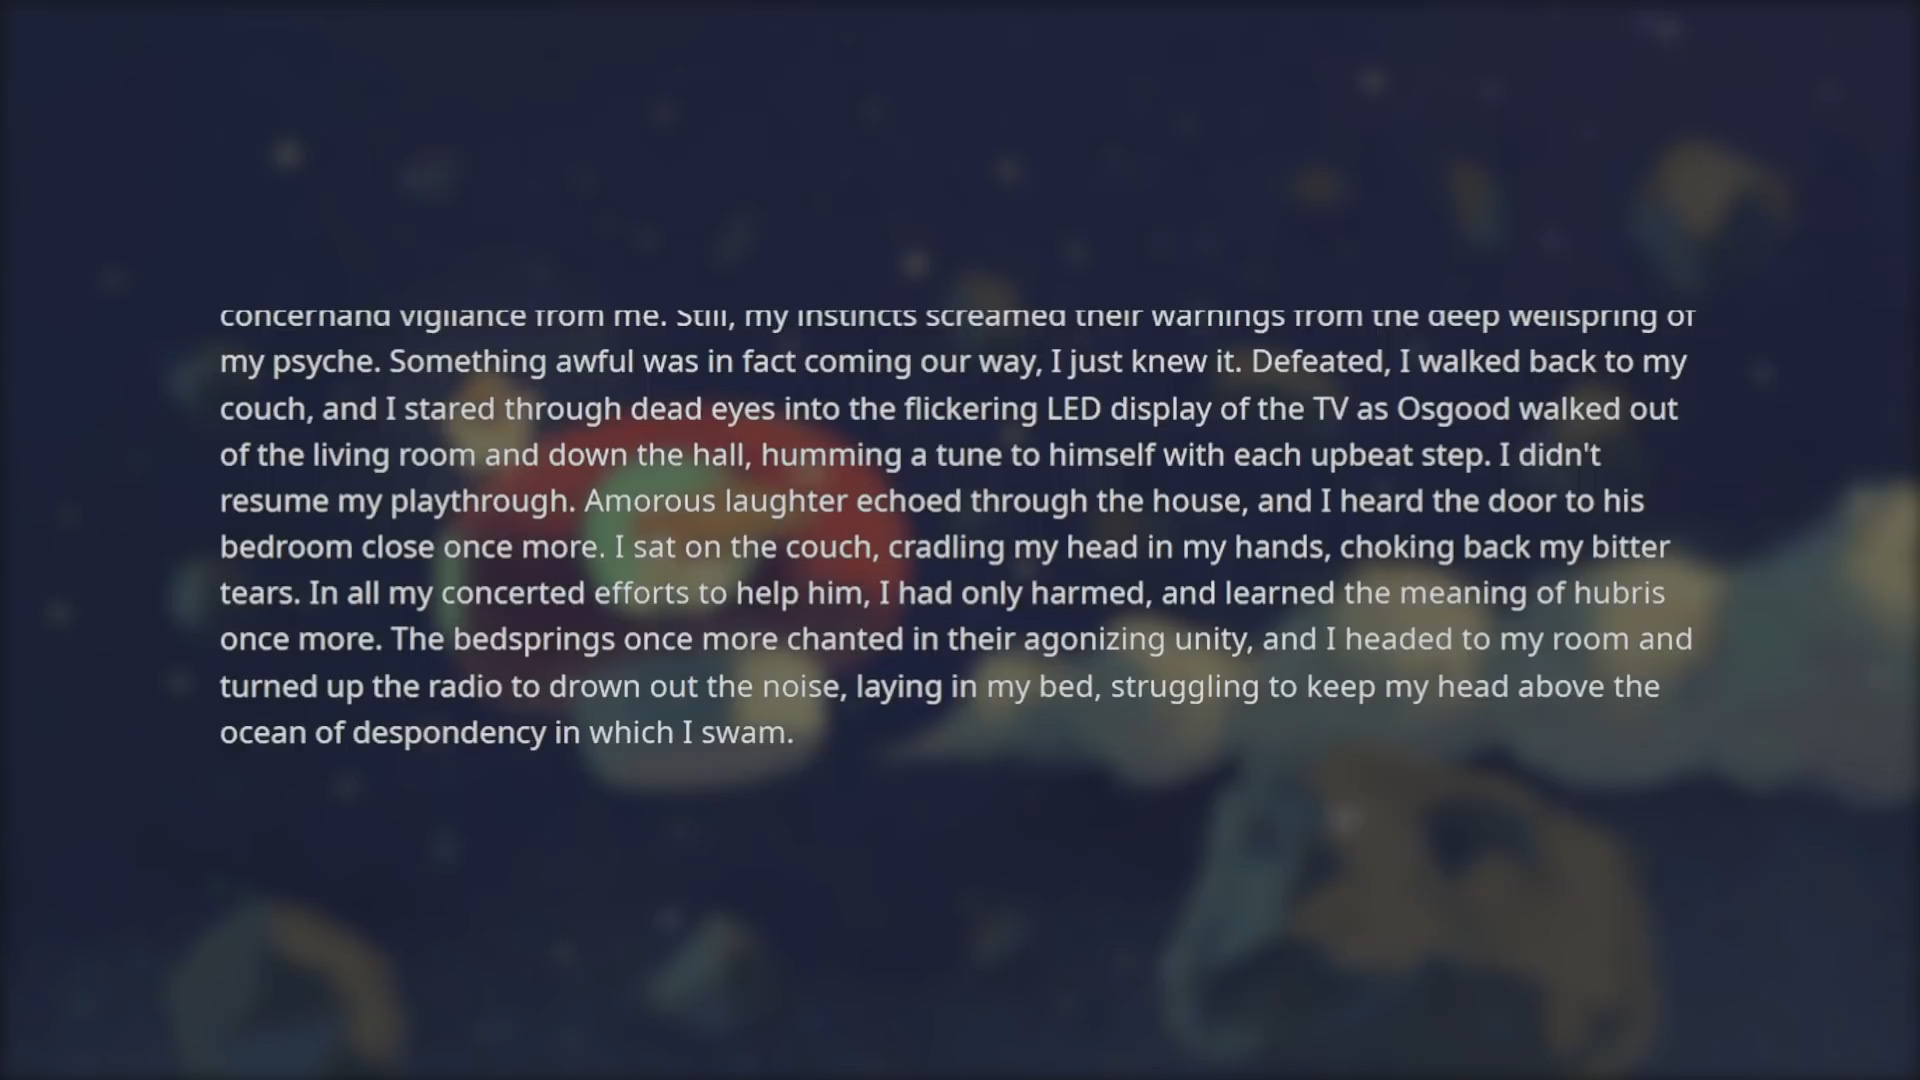 concernand vigilance from me. Still, my instincts screamed their warnings from the deep wellspring of
my psyche. Something awful was in fact coming our way, I just knew it. Defeated, I walked back to my
couch, and I stared through dead eyes into the flickering LED display of the TV as Osgood walked out
of the living room and down the hall, humming a tune to himself with each upbeat step. I didn't
resume my playthrough. Amorous laughter echoed through the house, and I heard the door to his
bedroom close once more. I sat on the couch, cradling my head in my hands, choking back my bitter
tears. In all my concerted efforts to help him, I had only harmed, and learned the meaning of hubris
once more. The bedsprings once more chanted in their agonizing unity, and I headed to my room and
turned up the radio to drown out the noise, laying in my bed, struggling to keep my head above the
ocean of despondency in which I swam.